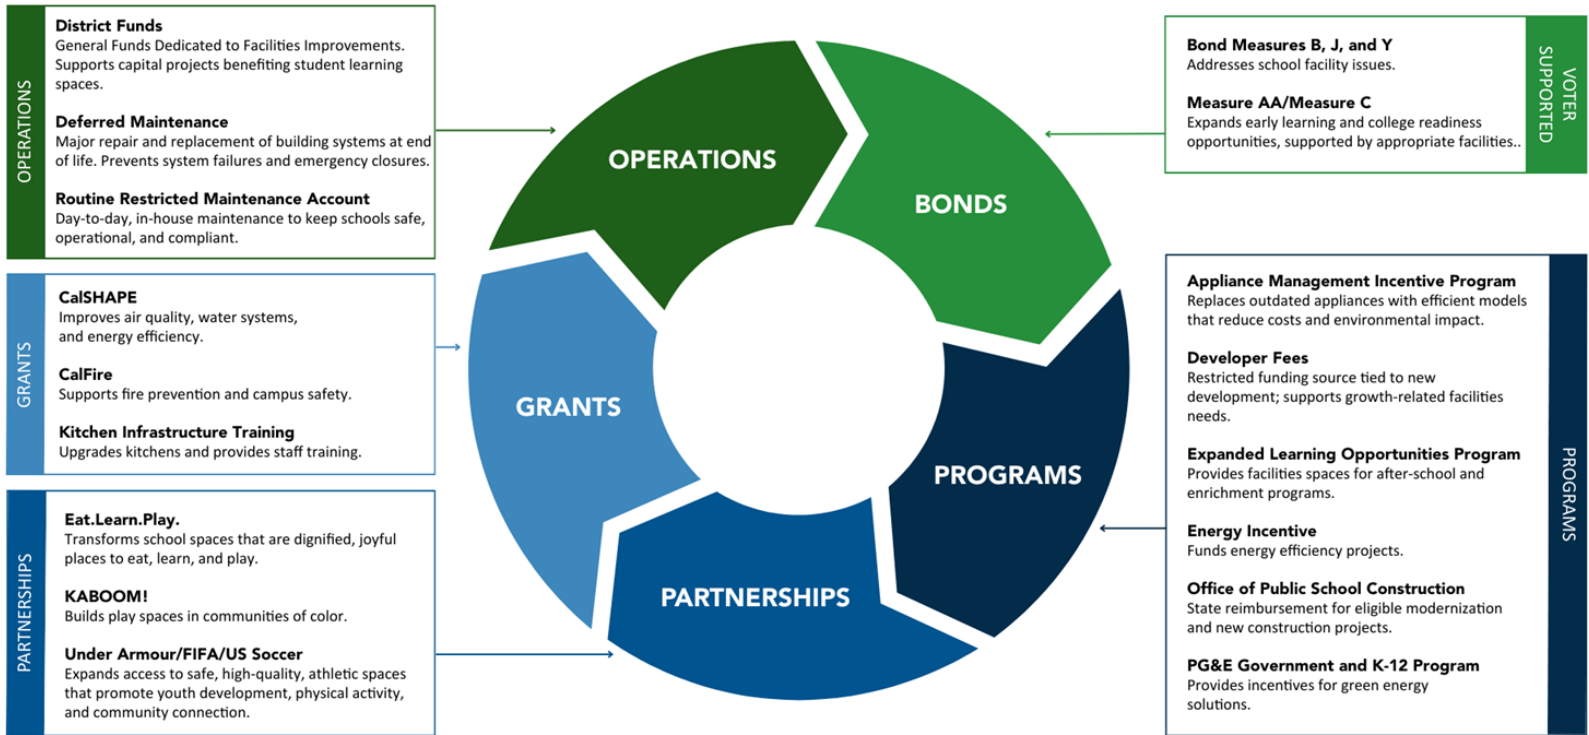 OPERATIONS
District Funds
General Funds Dedicated to Facilities Improvements.
Supports capital projects benefiting student learning
spaces.
Deferred Maintenance
Major repair and replacement of building systems at end
of life. Prevents system failures and emergency closures.
Routine Restricted Maintenance Account
Day-to-day, in-house maintenance to keep schools safe,
operational, and compliant.
GRANTS
CalSHAPE
Improves air quality, water systems,
and energy efficiency.
CalFire
Supports fire prevention and campus safety.
Kitchen Infrastructure Training
Upgrades kitchens and provides staff training.
PARTNERSHIPS
Eat.Learn.Play.
Transforms school spaces that are dignified, joyful
places to eat, learn, and play.
KABOOM!
Builds play spaces in communities of color.
Under Armour/FIFA/US Soccer
Expands access to safe, high-quality, athletic spaces
that promote youth development, physical activity,
and community connection.
OPERATIONS
BONDS
GRANTS
PROGRAMS
PARTNERSHIPS
Bond Measures B, J, and Y
Addresses school facility issues.
Measure AA/Measure C
Expands early learning and college readiness
opportunities, supported by appropriate facilities..
VOTER
SUPPORTED
Appliance Management Incentive Program
Replaces outdated appliances with efficient models
that reduce costs and environmental impact.
Developer Fees
Restricted funding source tied to new
development; supports growth-related facilities
needs.
Expanded Learning Opportunities Program
Provides facilities spaces for after-school and
enrichment programs.
Energy Incentive
Funds energy efficiency projects.
Office of Public School Construction
State reimbursement for eligible modernization
and new construction projects.
PG&E Government and K-12 Program
Provides incentives for green energy
solutions.
PROGRAMS